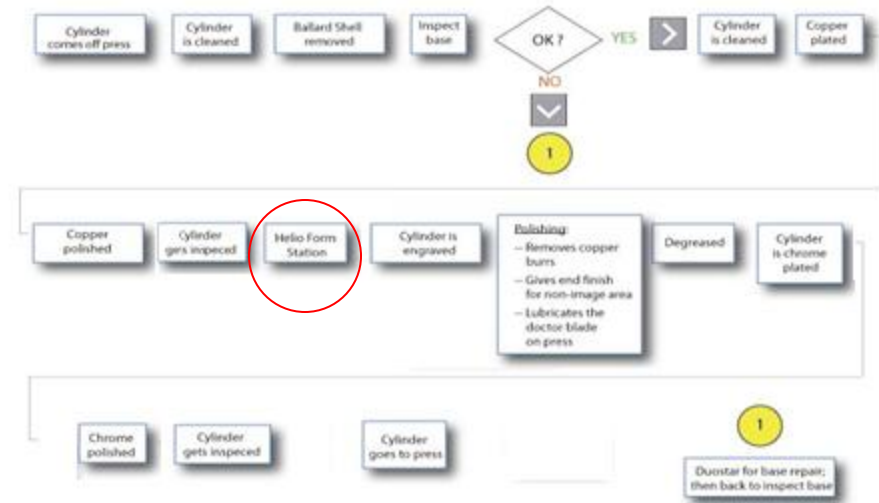 Cylinder
comes off press
Cylinder
is cleaned
Ballard Shell
removed
Inspect
base
OK ?
YES
Cylinder
is cleaned
Copper
plated
NO
1
Copper
polished
Cylinder
gets inspeced
Helio Form
Station
Cylinder is
engraved
Polishing:
– Removes copper
burrs
– Gives end finish
for non-image area
– Lubricates the
doctor blade
on press
Degreased
Cylinder
is chrome
plated
Chrome
polished
Cylinder
gets inspeced
Cylinder
goes to press
1
Duostar for base repair;
then back to inspect base